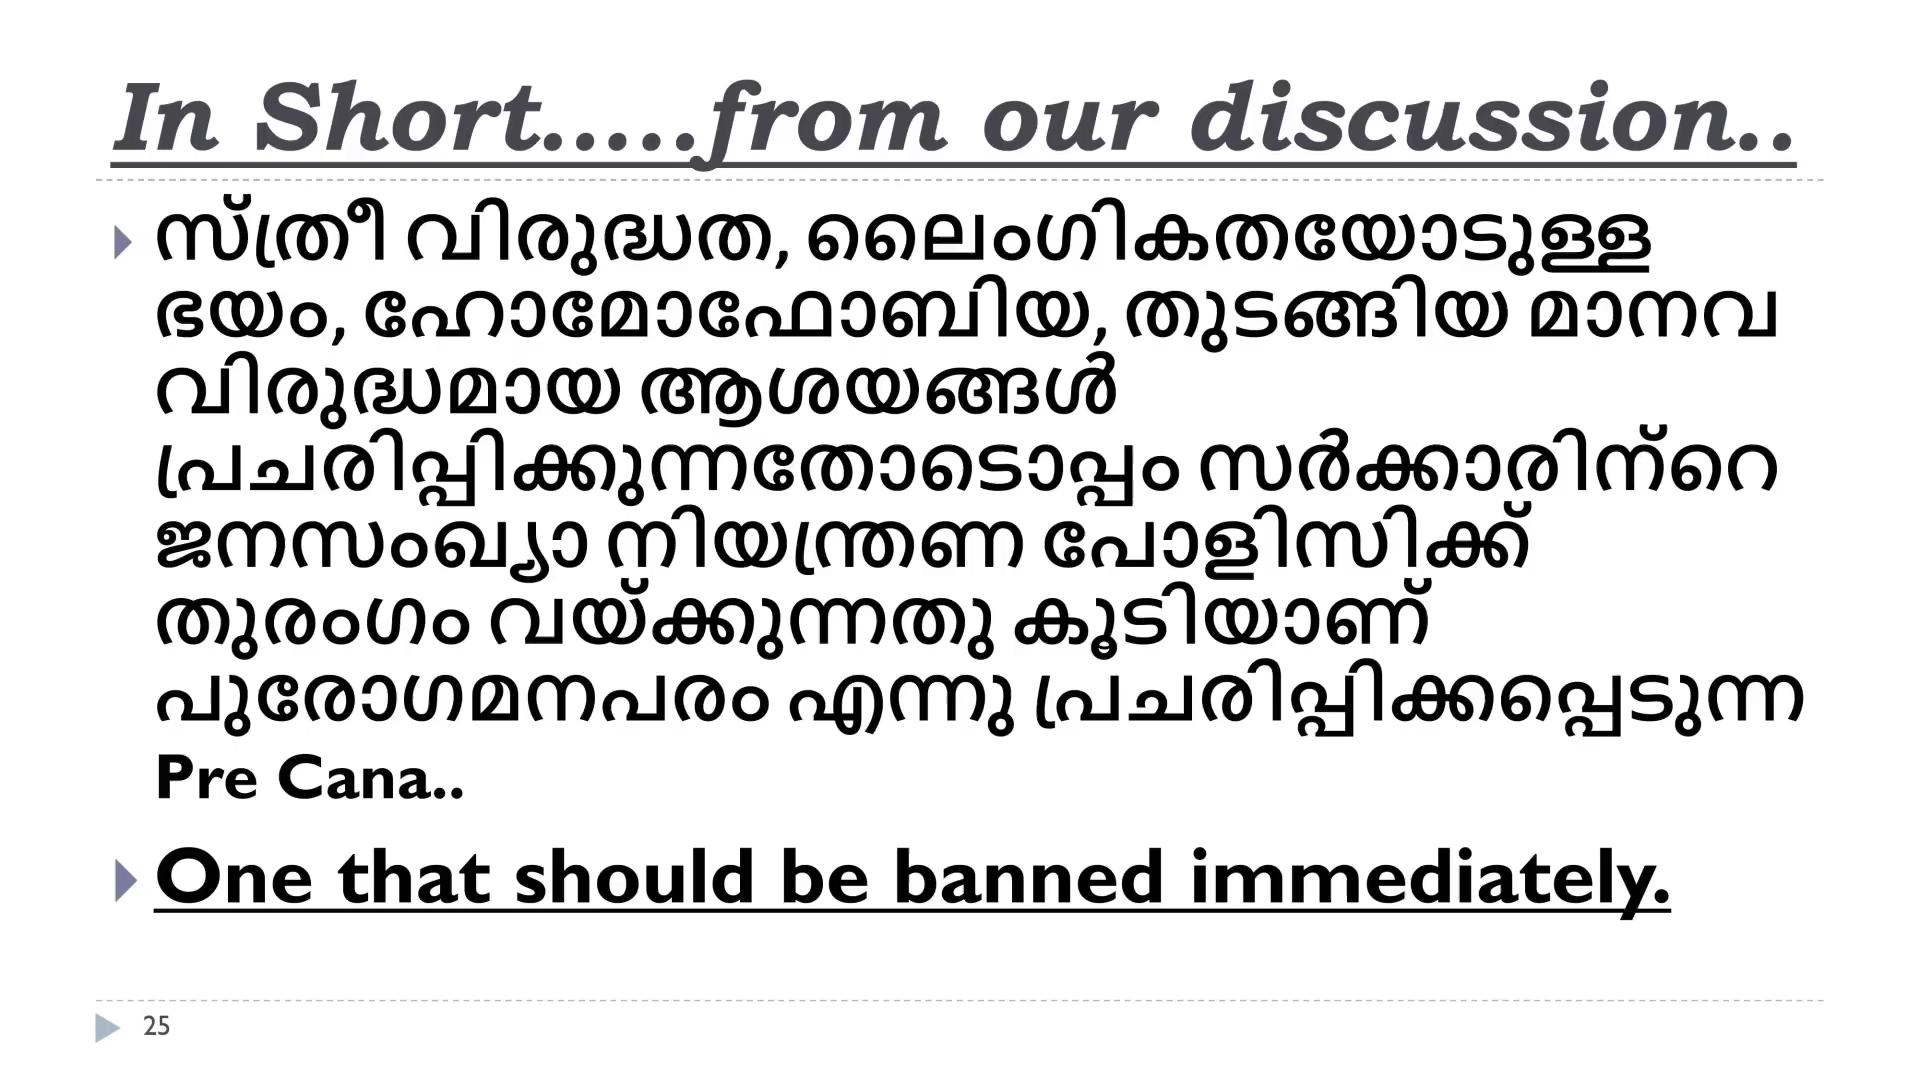 In Short.....from our discussion..
സ്ത്രീ വിരുദ്ധത, ലൈംഗികതയോടുള്ള
ഭയം, ഹോമോഫോബിയ, തുടങ്ങിയ മാനവ
വിരുദ്ധമായ ആശയങ്ങൾ
പ്രചരിപ്പിക്കുന്നതോടൊപ്പം സർക്കാരിന്റെ
ജനസംഖ്യാ നിയന്ത്രണ പോളിസിക്ക്
തുരംഗം വയ്ക്കുന്നതു കൂടിയാണ്
പുരോഗമനപരം എന്നു പ്രചരിപ്പിക്കപ്പെടുന്ന
Pre Cana..
One that should be banned immediately.
25